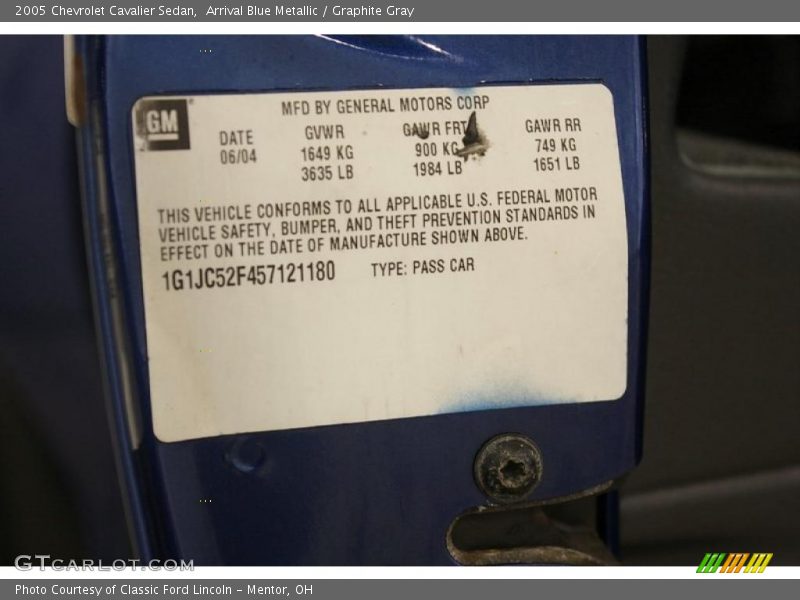 2005 Chevrolet Cavalier Sedan, Arrival Blue Metallic / Graphite Gray
GM
MFD BY GENERAL MOTORS CORP
DATE GVWR GAWR FRT GAWR RR
06/04 1649 KG 900 KG 749 KG
3635 LB 1984 LB 1651 LB
THIS VEHICLE CONFORMS TO ALL APPLICABLE U.S. FEDERAL MOTOR
VEHICLE SAFETY, BUMPER, AND THEFT PREVENTION STANDARDS IN
EFFECT ON THE DATE OF MANUFACTURE SHOWN ABOVE.
1G1JC52F457121180 TYPE: PASS CAR
GTCARLOT.COM
Photo Courtesy of Classic Ford Lincoln - Mentor, OH